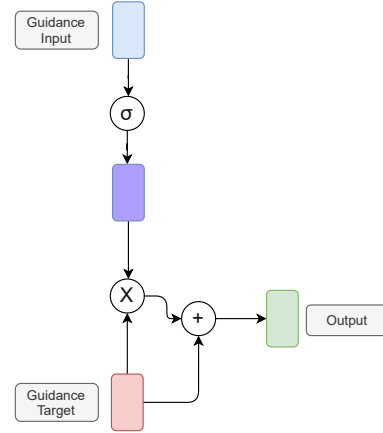 Guidance
Input
σ
X
+
Output
Guidance
Target